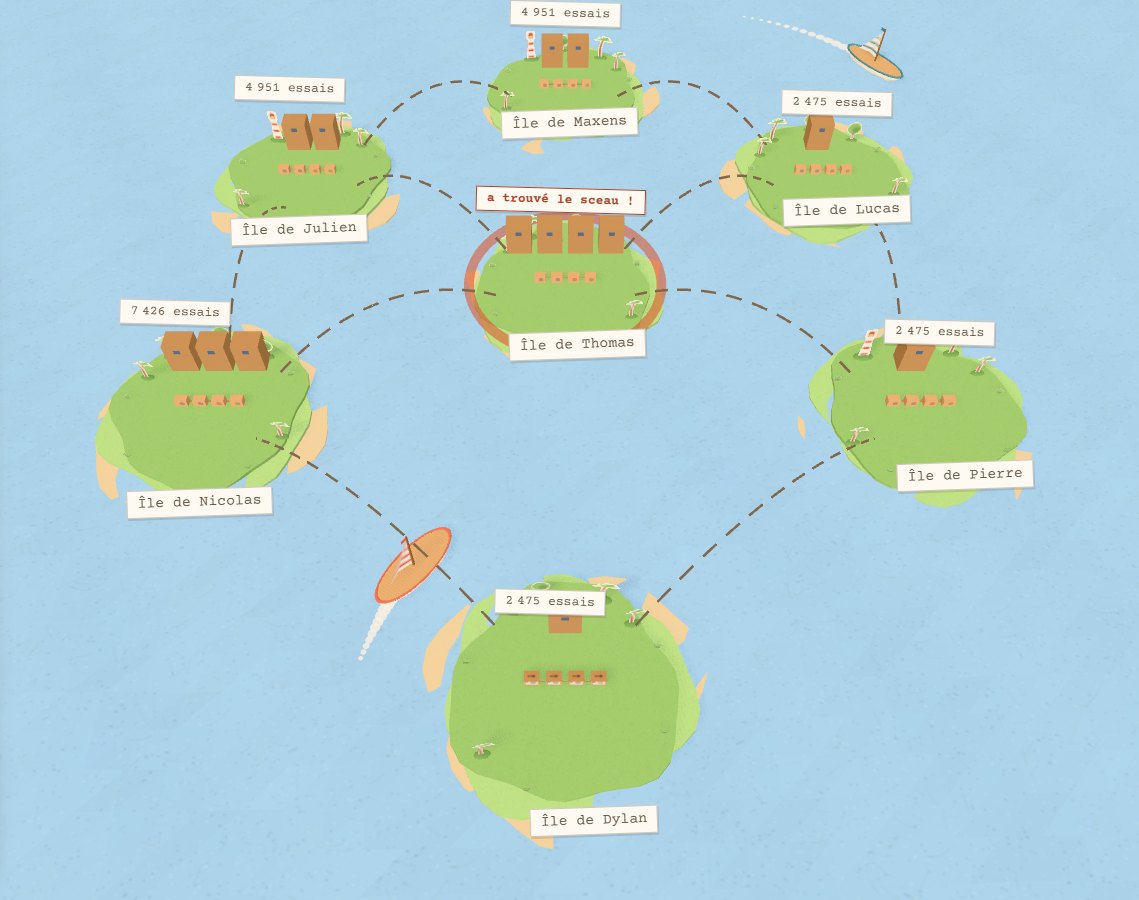 4 951 essais
Île de Maxens
4 951 essais
Île de Julien
2 475 essais
Île de Lucas
a trouvé le sceau !
Île de Thomas
7 426 essais
Île de Nicolas
2 475 essais
Île de Pierre
2 475 essais
Île de Dylan